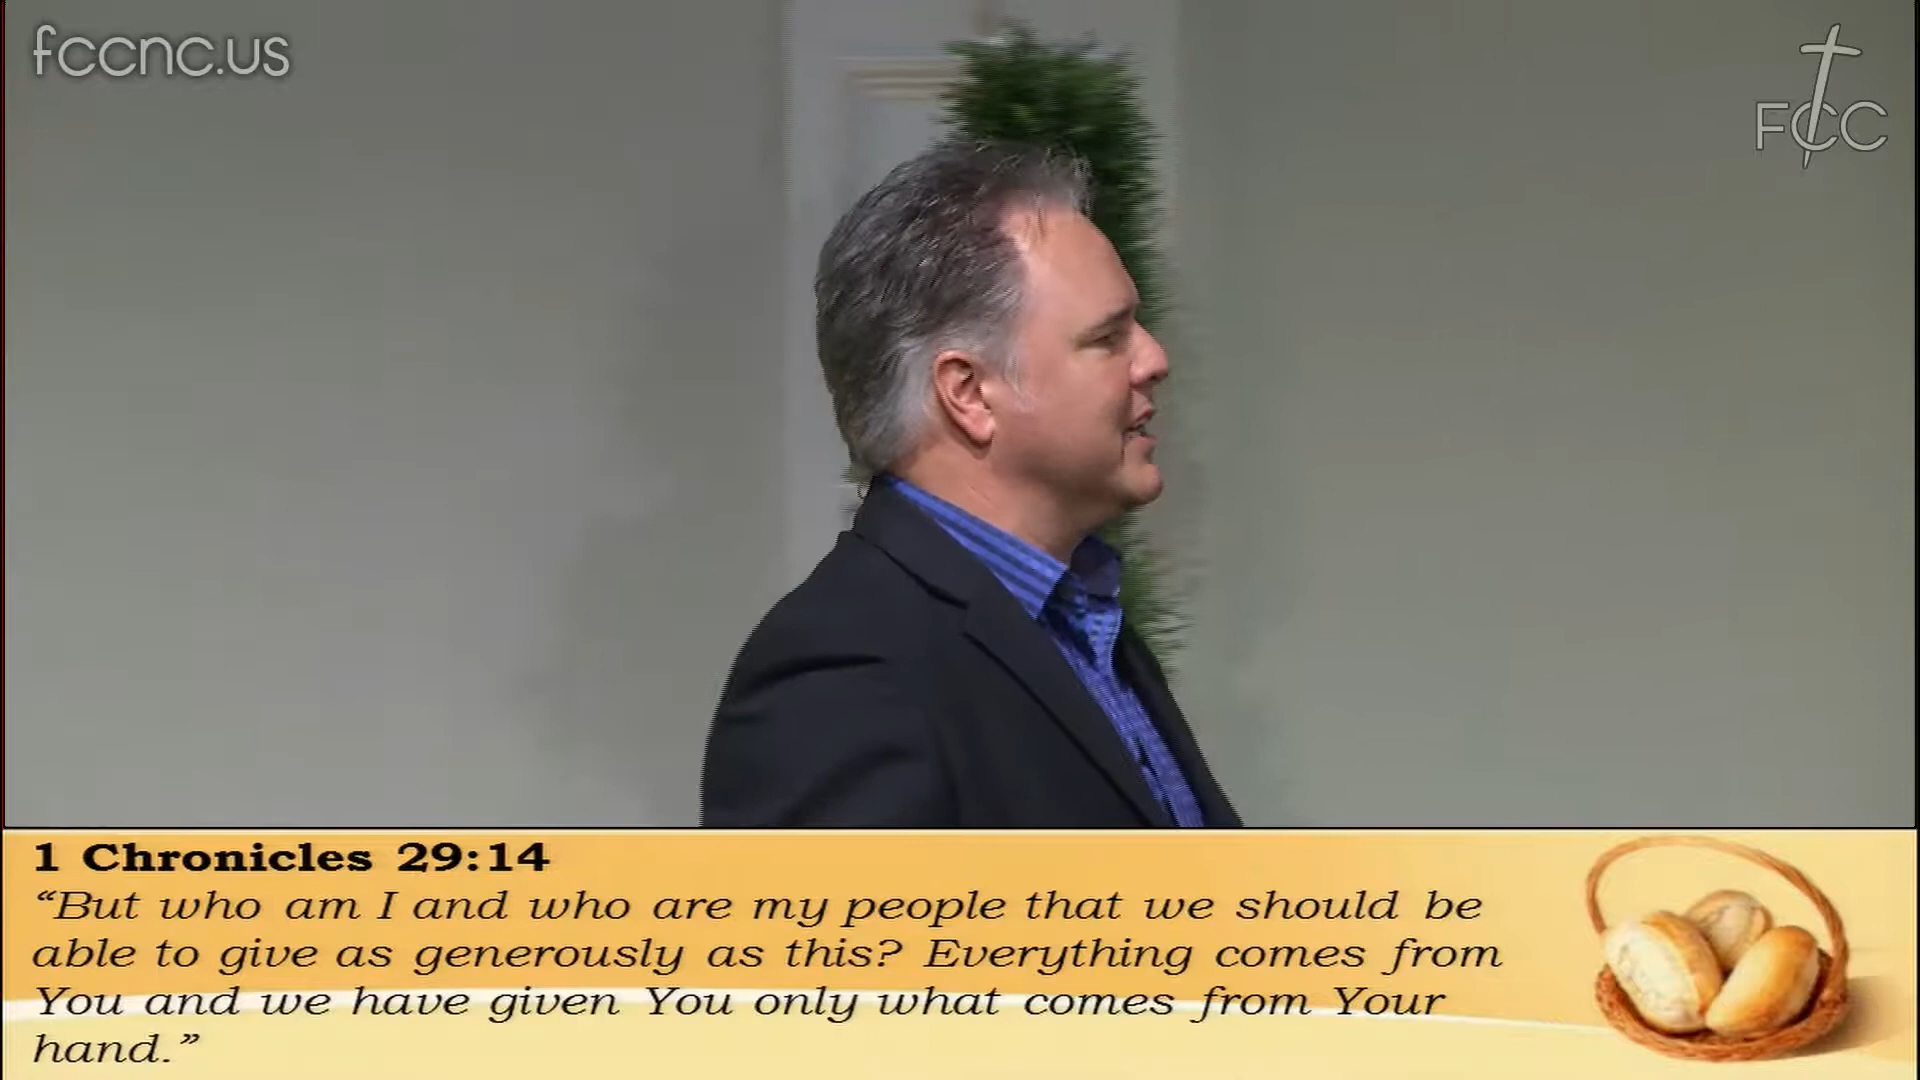 fccnc.us
FCC
1 Chronicles 29:14
“But who am I and who are my people that we should be
able to give as generously as this? Everything comes from
You and we have given You only what comes from Your
hand.”